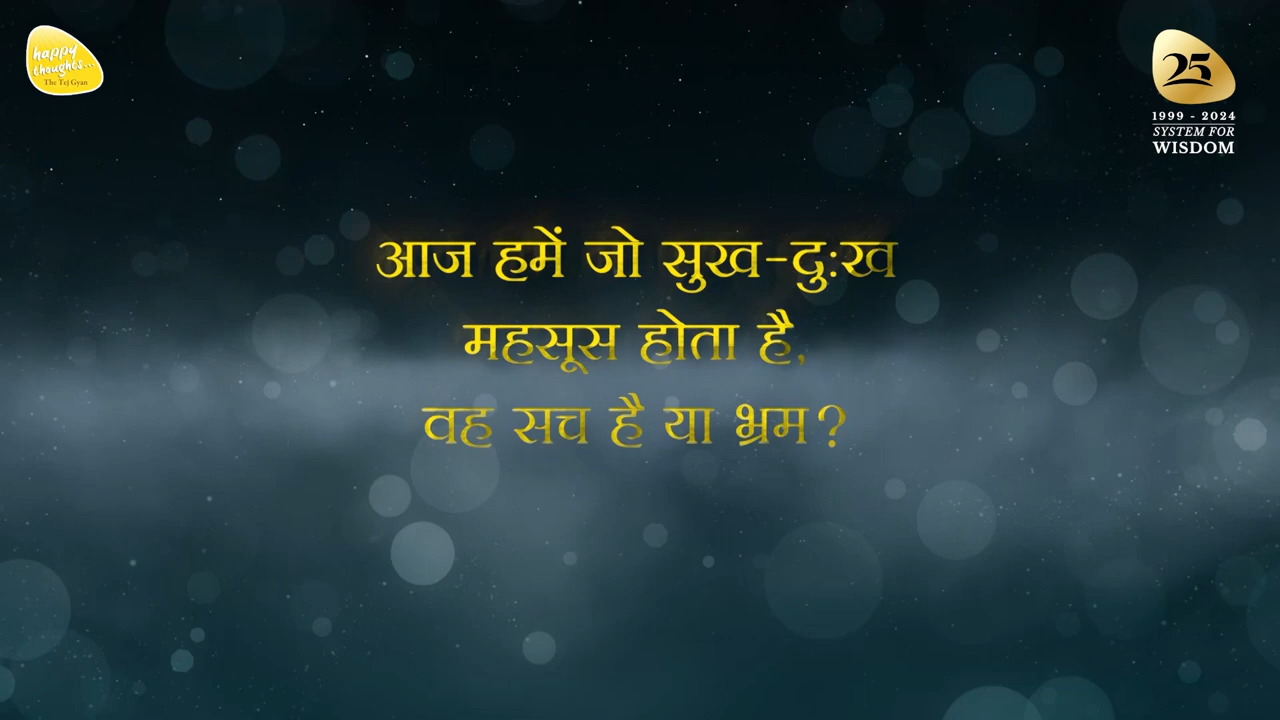 happy
thoughts...
The Tej Gyan
25
1999 - 2024
SYSTEM FOR
WISDOM
आज हमें जो सुख-दुःख
महसूस होता है,
वह सच है या भ्रम?